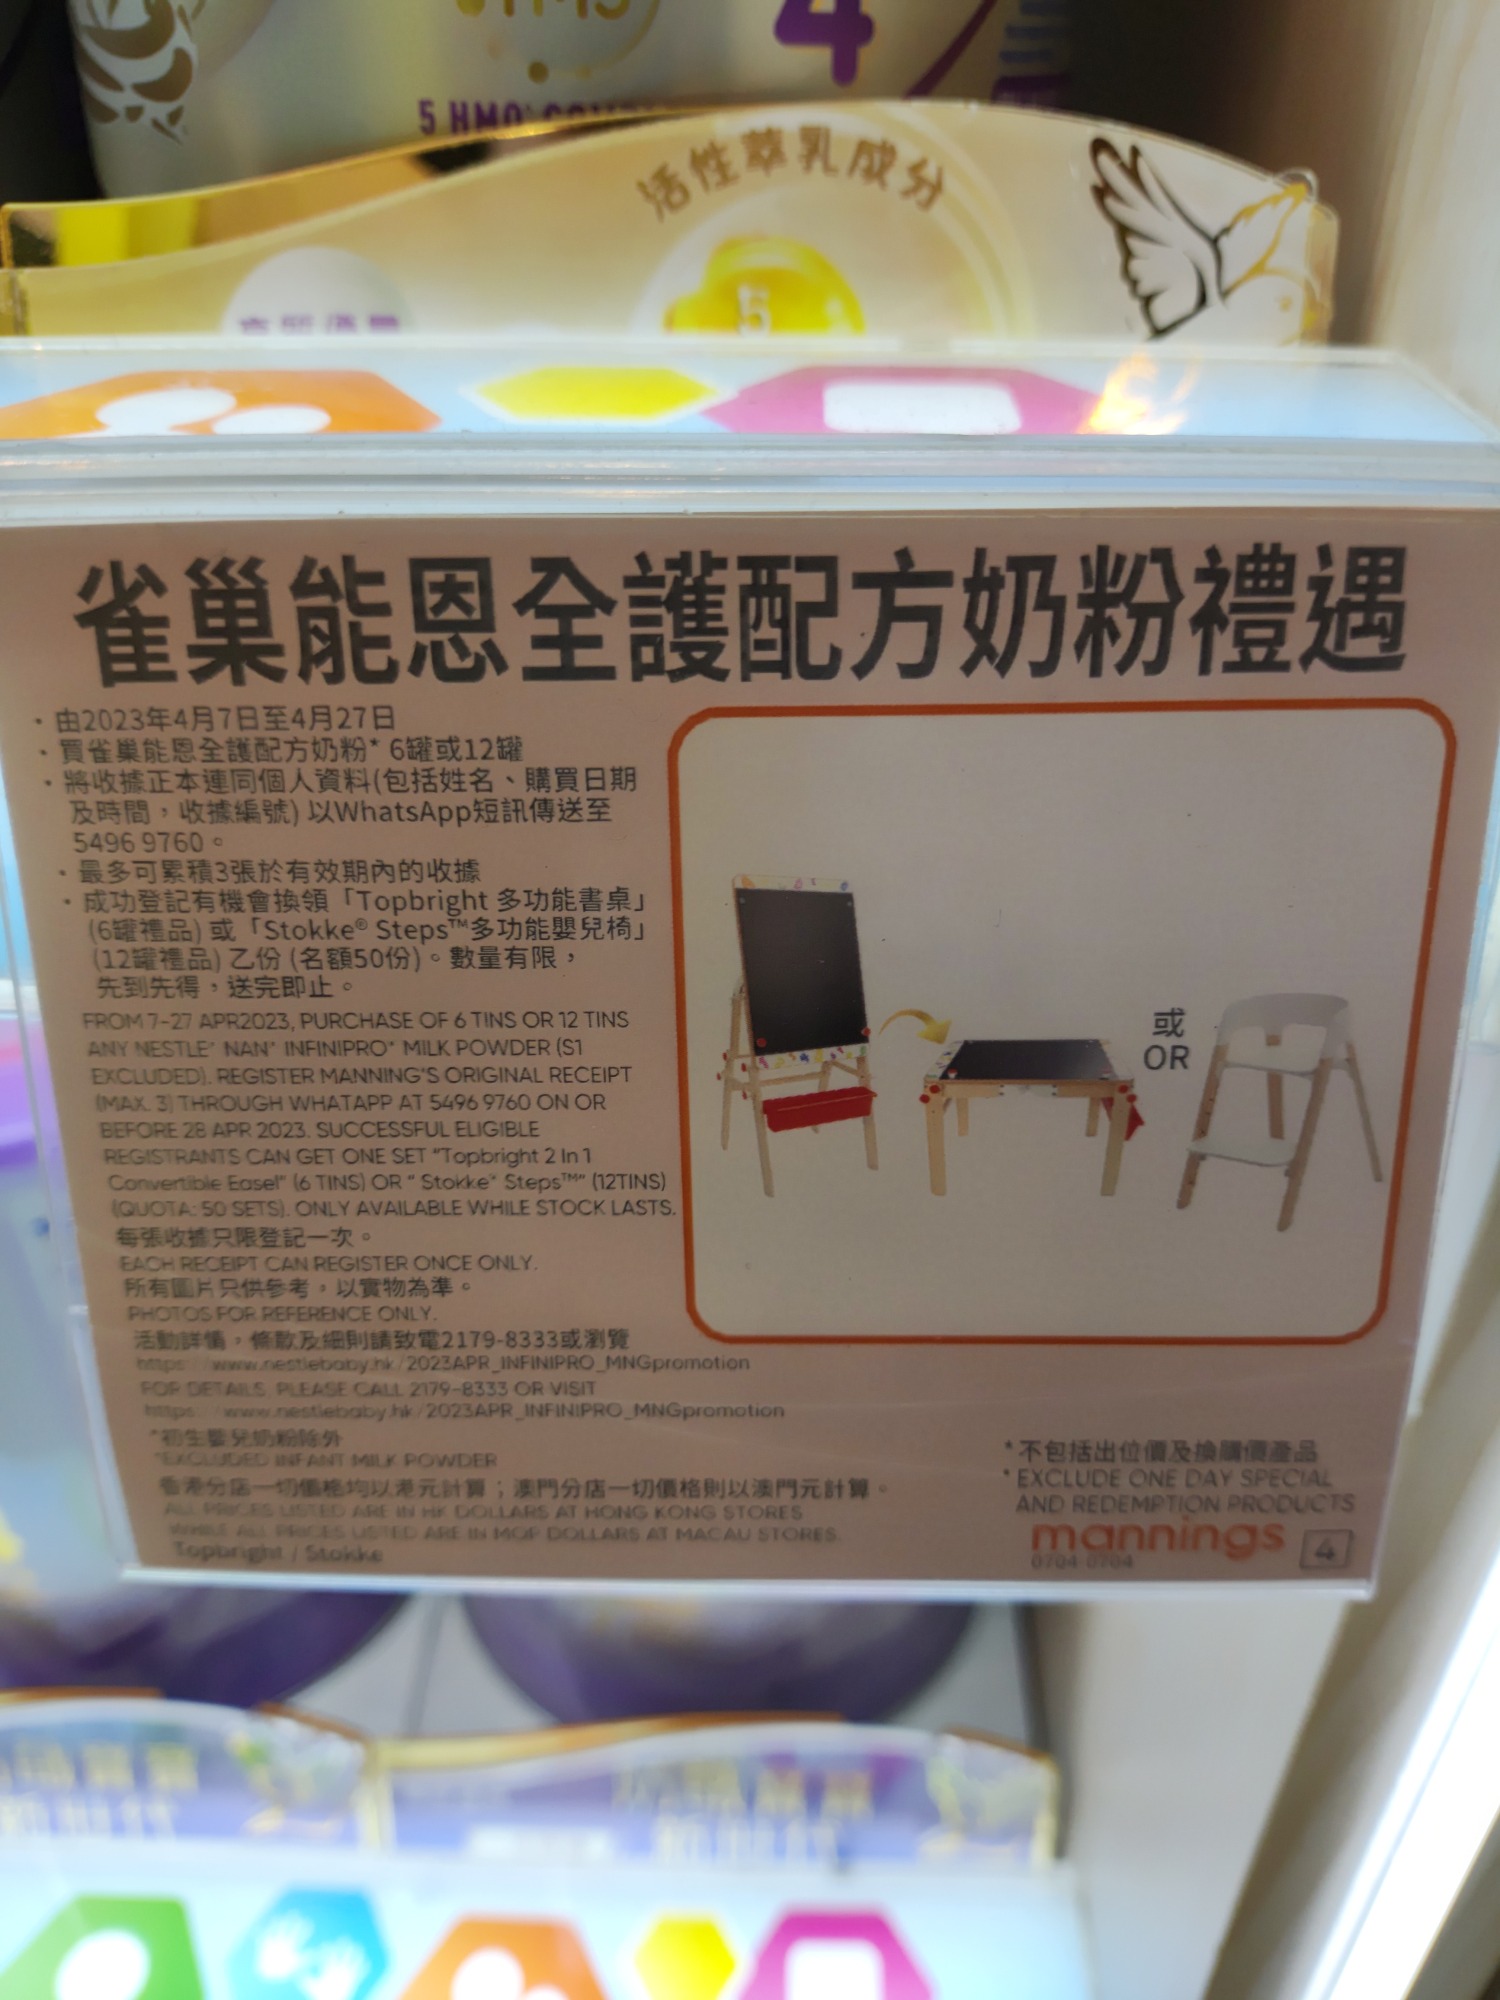 4
5 HMO
活性萃乳成分
5
雀巢能恩全護配方奶粉禮遇
・由2023年4月7日至4月27日
・買雀巢能恩全護配方奶粉* 6罐或12罐
・將收據正本連同個人資料(包括姓名、購買日期
及時間，收據編號) 以WhatsApp短訊傳送至
5496 9760。
・最多可累積3張於有效期內的收據
・成功登記有機會換領「Topbright 多功能書桌」
(6罐禮品) 或「Stokke® Steps™多功能嬰兒椅」
(12罐禮品) 乙份 (名額50份)。數量有限，
先到先得，送完即止。
FROM 7-27 APR2023, PURCHASE OF 6 TINS OR 12 TINS
ANY NESTLE® NAN® INFINIPRO® MILK POWDER (S1
EXCLUDED). REGISTER MANNING'S ORIGINAL RECEIPT
(MAX. 3) THROUGH WHATAPP AT 5496 9760 ON OR
BEFORE 28 APR 2023. SUCCESSFUL ELIGIBLE
REGISTRANTS CAN GET ONE SET "Topbright 2 In 1
Convertible Easel" (6 TINS) OR " Stokke® Steps™" (12TINS)
(QUOTA: 50 SETS). ONLY AVAILABLE WHILE STOCK LASTS.
每張收據只限登記一次。
EACH RECEIPT CAN REGISTER ONCE ONLY.
所有圖片只供參考，以實物為準。
PHOTOS FOR REFERENCE ONLY.
活動詳情，條款及細則請致電2179-8333或瀏覽
https://www.nestlebaby.hk/2023APR_INFINIPRO_MNGpromotion
FOR DETAILS, PLEASE CALL 2179-8333 OR VISIT
https://www.nestlebaby.hk/2023APR_INFINIPRO_MNGpromotion
*初生嬰兒奶粉除外
*EXCLUDED INFANT MILK POWDER
香港分店一切價格均以港元計算；澳門分店一切價格則以澳門元計算。
ALL PRICES LISTED ARE IN HK DOLLARS AT HONG KONG STORES
WHILE ALL PRICES LISTED ARE IN MOP DOLLARS AT MACAU STORES.
Topbright / Stokke
或
OR
*不包括出位價及換購價產品
*EXCLUDE ONE DAY SPECIAL
AND REDEMPTION PRODUCTS
mannings
0704-0704
4